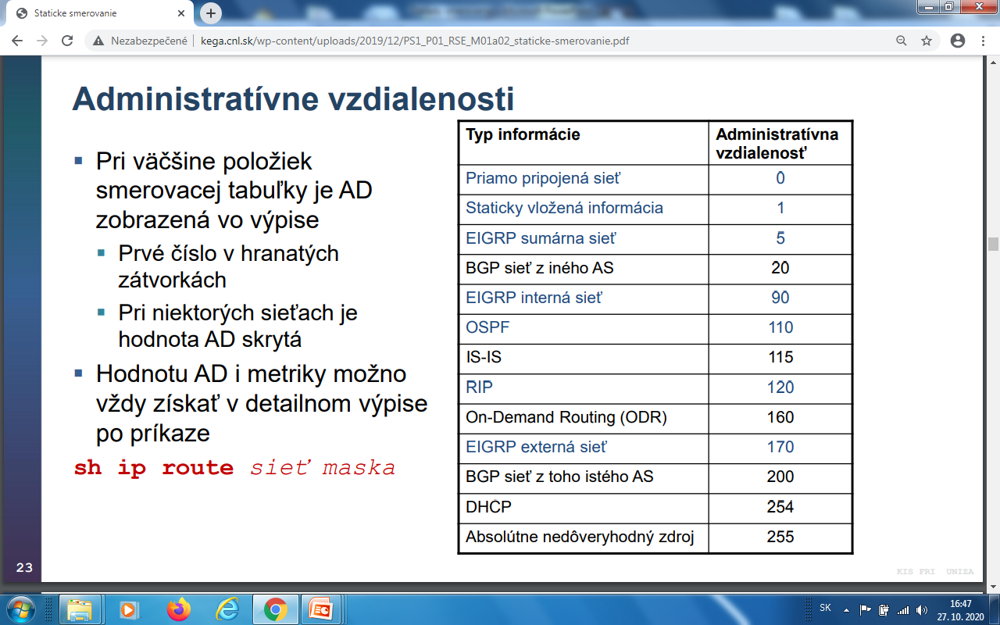 Staticke smerovanie
Nezabezpečené
kega.cnl.sk/wp-content/uploads/2019/12/PS1_P01_RSE_M01a02_staticke-smerovanie.pdf
Administratívne vzdialenosti
Pri väčšine položiek
smerovacej tabuľky je AD
zobrazená vo výpise
Prvé číslo v hranatých
zátvorkách
Pri niektorých sieťach je
hodnota AD skrytá
Hodnotu AD i metriky možno
vždy získať v detailnom výpise
po príkaze
sh ip route sieť maska
Typ informácie Administratívna
vzdialenosť
Priamo pripojená sieť 0
Staticky vložená informácia 1
EIGRP sumárna sieť 5
BGP sieť z iného AS 20
EIGRP interná sieť 90
OSPF 110
IS-IS 115
RIP 120
On-Demand Routing (ODR) 160
EIGRP externá sieť 170
BGP sieť z toho istého AS 200
DHCP 254
Absolútne nedôveryhodný zdroj 255
23
KIS FRI UNIZA
SK
16:47
27. 10. 2020